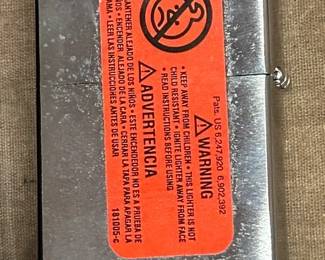 Pats. US 6,247,920 6,902,392
WARNING
• KEEP AWAY FROM CHILDREN • THIS LIGHTER IS NOT
CHILD RESISTANT • IGNITE LIGHTER AWAY FROM FACE
• READ INSTRUCTIONS BEFORE USING
ADVERTENCIA
MANTENER ALEJADO DE LOS NIÑOS • ESTE ENCENDEDOR NO ES A PRUEBA DE
NIÑOS • ENCENDER ALEJADO DE LA CARA • CERRAR LA TAPA PARA APAGAR LA
• LEER LAS INSTRUCCIONES ANTES DE USAR
181005-c